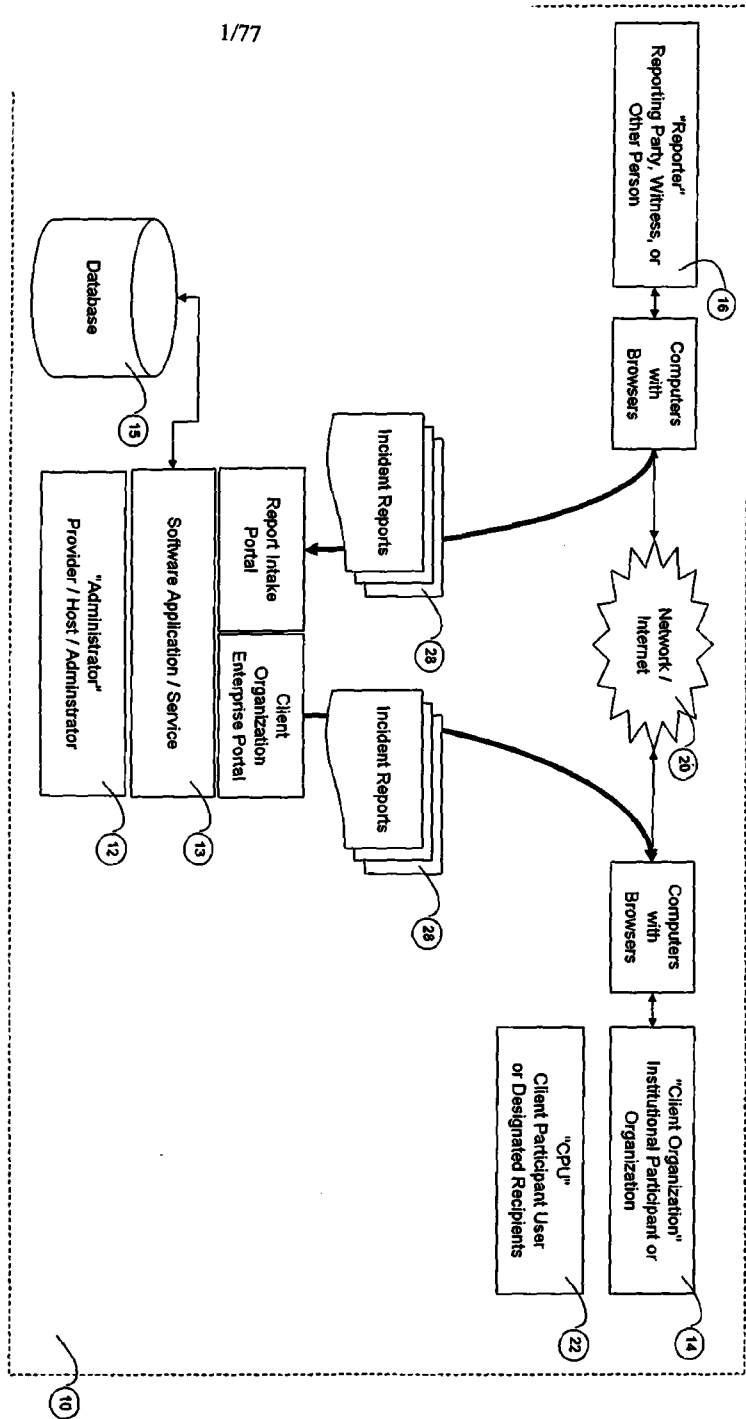 1/77
"Reporter"
Reporting Party, Witness, or
Other Person
16
Computers
with
Browsers
Network /
Internet
20
Computers
with
Browsers
"Client Organization"
Institutional Participant or
Organization
14
"CPU"
Client Participant User
or Designated Recipients
22
Incident Reports
28
Incident Reports
28
Report Intake
Portal
Client
Organization
Enterprise Portal
Database
15
Software Application / Service
13
"Administrator"
Provider / Host / Adminstrator
12
10